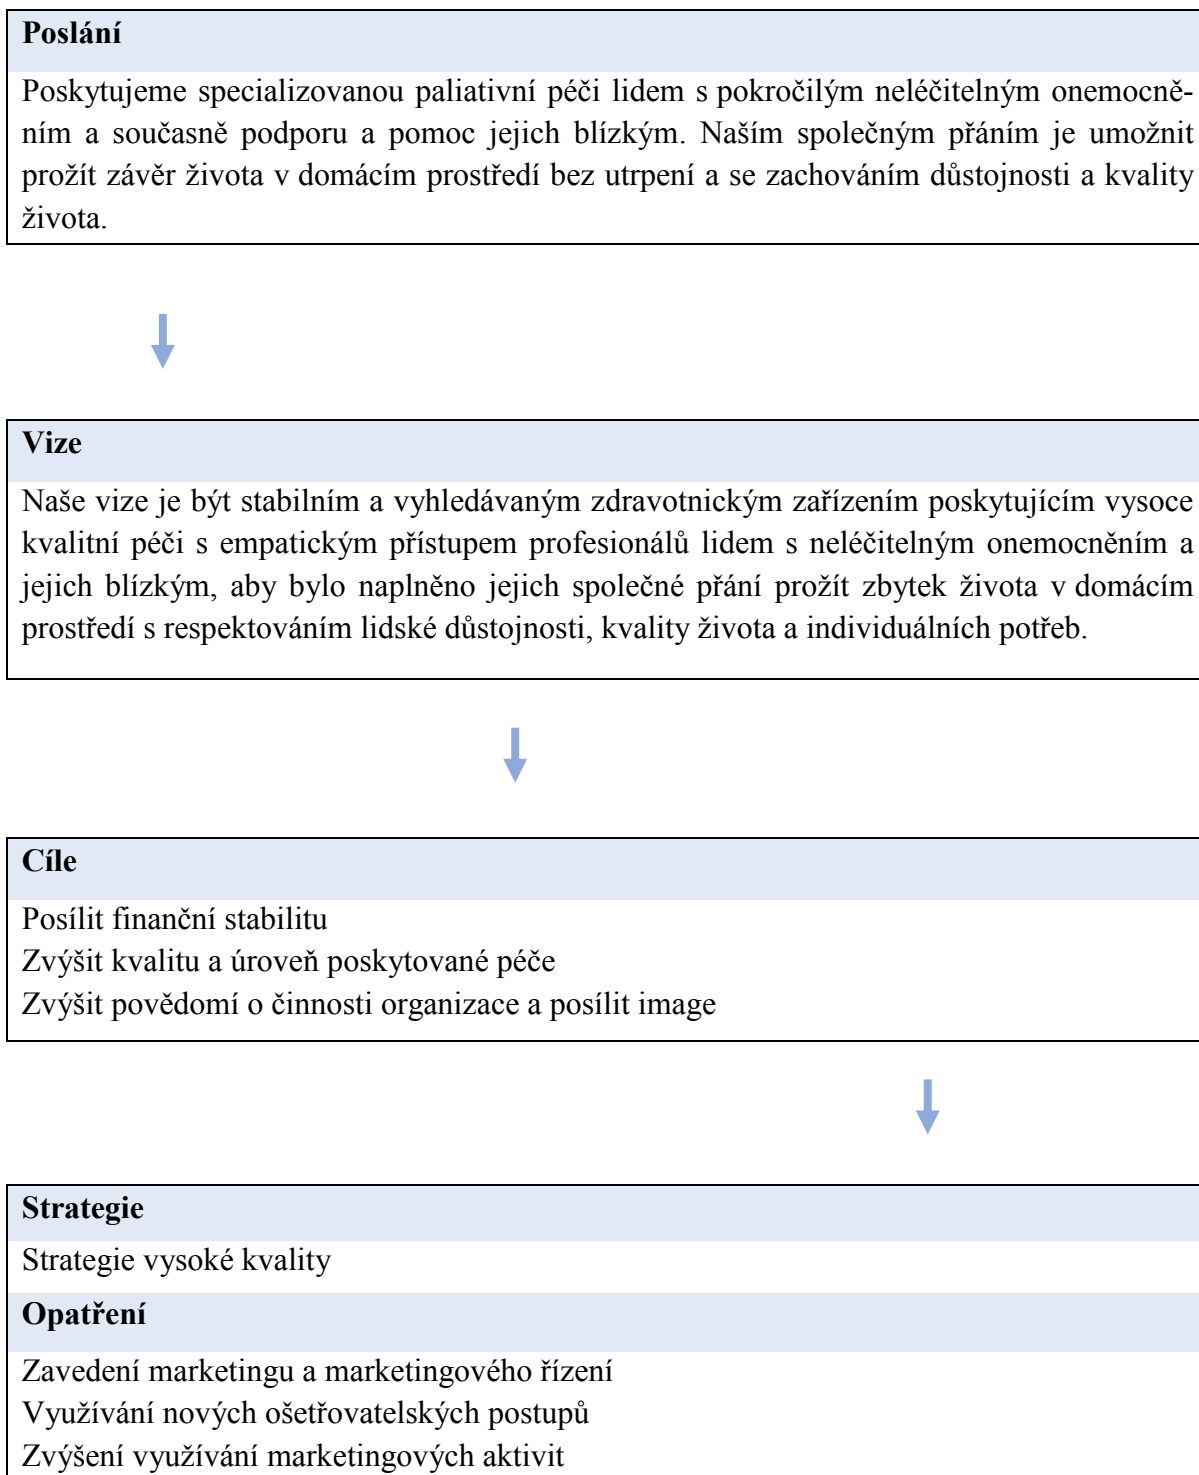 Poslání
Poskytujeme specializovanou paliativní péči lidem s pokročilým neléčitelným onemocně-
ním a současně podporu a pomoc jejich blízkým. Naším společným přáním je umožnit
prožít závěr života v domácím prostředí bez utrpení a se zachováním důstojnosti a kvality
života.
Vize
Naše vize je být stabilním a vyhledávaným zdravotnickým zařízením poskytujícím vysoce
kvalitní péči s empatickým přístupem profesionálů lidem s neléčitelným onemocněním a
jejich blízkým, aby bylo naplněno jejich společné přání prožít zbytek života v domácím
prostředí s respektováním lidské důstojnosti, kvality života a individuálních potřeb.
Cíle
Posílit finanční stabilitu
Zvýšit kvalitu a úroveň poskytované péče
Zvýšit povědomí o činnosti organizace a posílit image
Strategie
Strategie vysoké kvality
Opatření
Zavedení marketingu a marketingového řízení
Využívání nových ošetřovatelských postupů
Zvýšení využívání marketingových aktivit